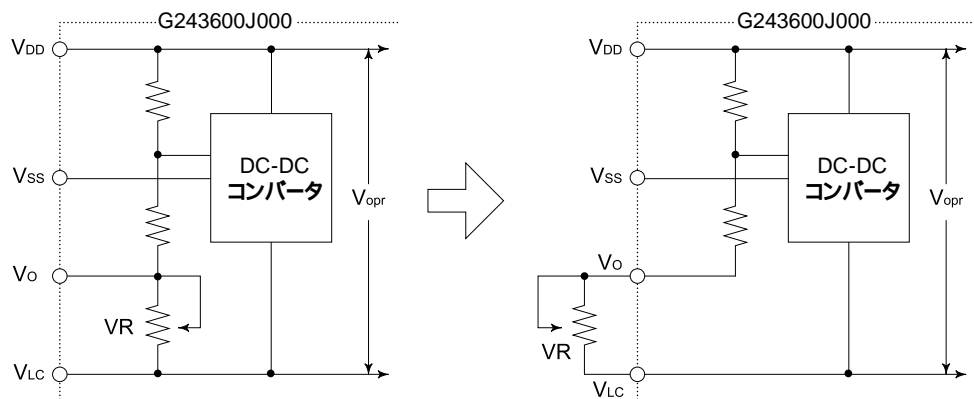 G243600J000
VDD
VSS
DC-DC
コンバータ
Vopr
VO
VR
VLC
G243600J000
VDD
VSS
DC-DC
コンバータ
Vopr
VO
VR
VLC